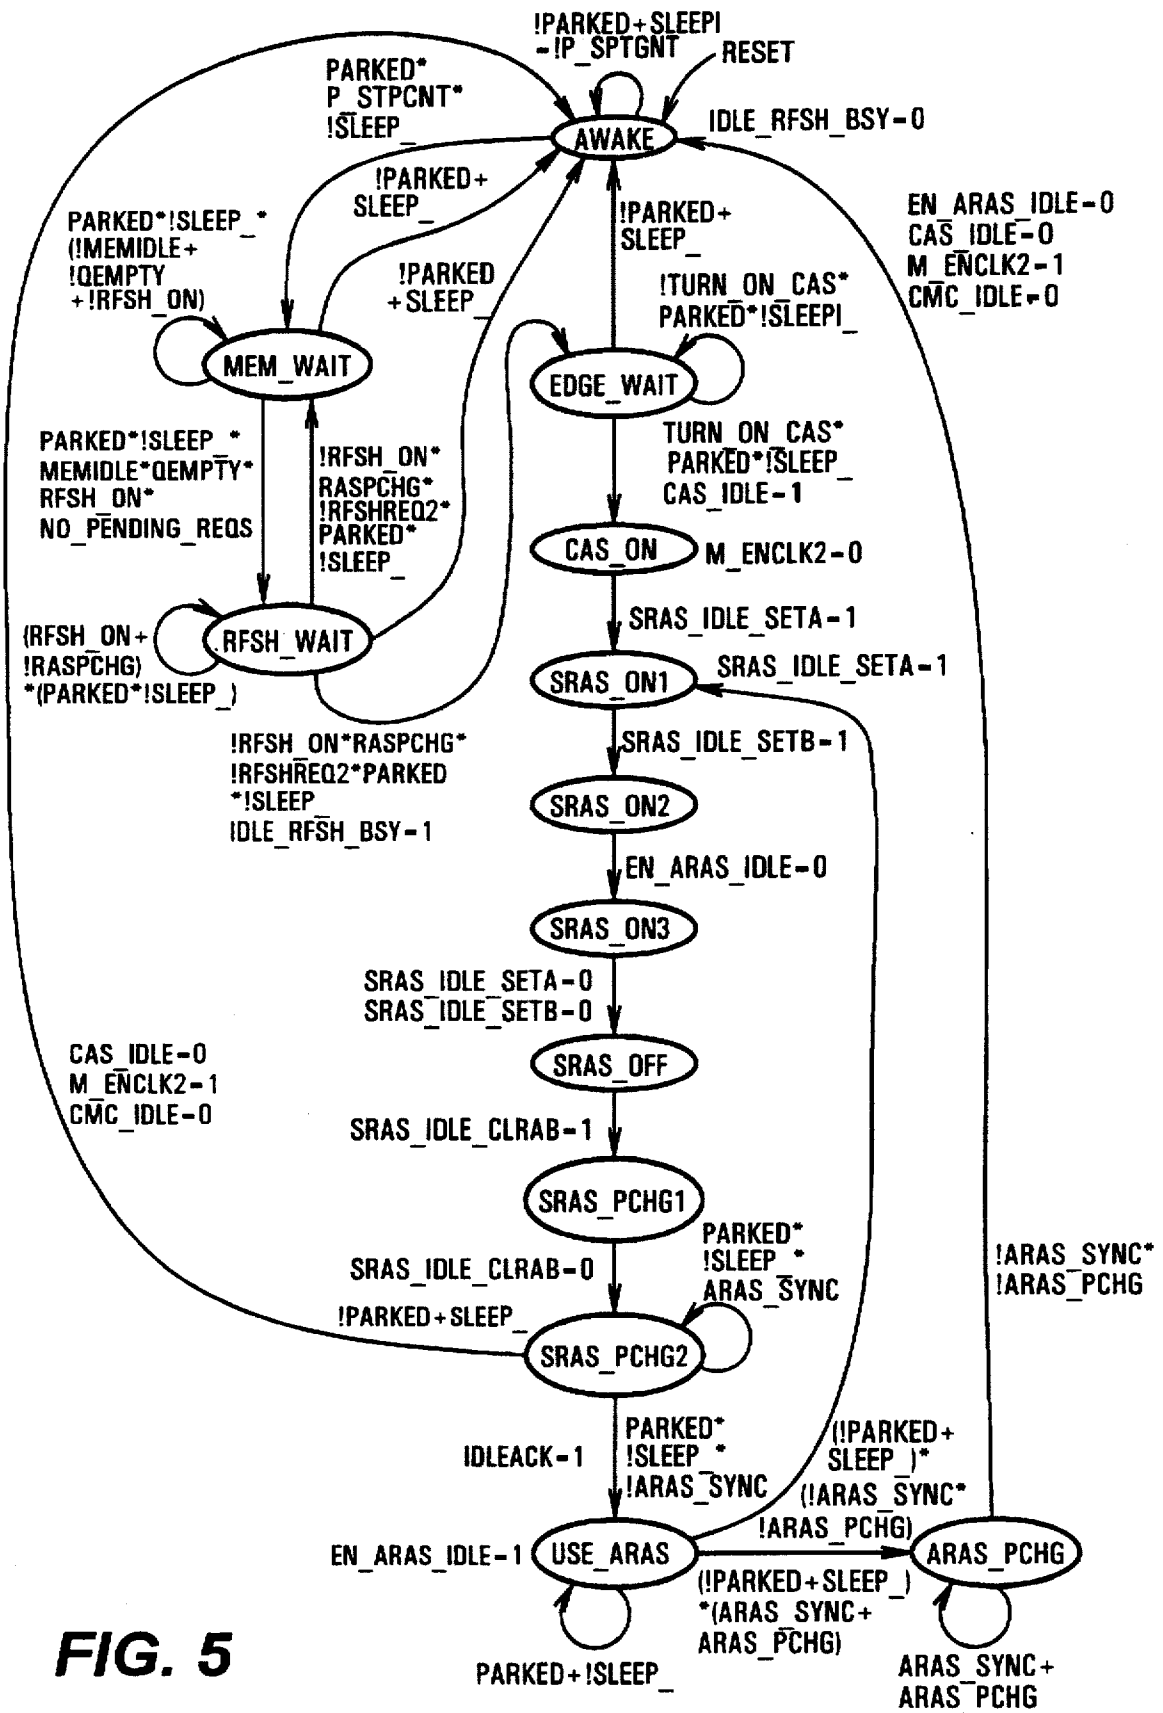 !PARKED+SLEEPI
-!P_SPTGNT
RESET
PARKED*
P_STPCNT*
!SLEEP_
AWAKE
IDLE_RFSH_BSY-0
!PARKED+
SLEEP_
!PARKED+
SLEEP_
EN_ARAS_IDLE-0
CAS_IDLE-0
M_ENCLK2-1
CMC_IDLE-0
PARKED*!SLEEP_*
(!MEMIDLE+
!QEMPTY
+!RFSH_ON)
!PARKED
+SLEEP_
!TURN_ON_CAS*
PARKED*!SLEEPI_
MEM_WAIT
EDGE_WAIT
PARKED*!SLEEP_*
MEMIDLE*QEMPTY*
RFSH_ON*
NO_PENDING_REQS
!RFSH_ON*
RASPCHG*
!RFSHREQ2*
PARKED*
!SLEEP_
TURN_ON_CAS*
PARKED*!SLEEP_
CAS_IDLE-1
CAS_ON
M_ENCLK2-0
(RFSH_ON+
!RASPCHG)
*(PARKED*!SLEEP_)
RFSH_WAIT
SRAS_IDLE_SETA-1
SRAS_ON1
SRAS_IDLE_SETA-1
!RFSH_ON*RASPCHG*
!RFSHREQ2*PARKED
*!SLEEP_
IDLE_RFSH_BSY-1
SRAS_IDLE_SETB-1
SRAS_ON2
EN_ARAS_IDLE-0
SRAS_ON3
SRAS_IDLE_SETA-0
SRAS_IDLE_SETB-0
SRAS_OFF
CAS_IDLE-0
M_ENCLK2-1
CMC_IDLE-0
SRAS_IDLE_CLRAB-1
SRAS_PCHG1
SRAS_IDLE_CLRAB-0
PARKED*
!SLEEP_*
ARAS_SYNC
!ARAS_SYNC*
!ARAS_PCHG
!PARKED+SLEEP_
SRAS_PCHG2
IDLEACK-1
PARKED*
!SLEEP_*
!ARAS_SYNC
(!PARKED+
SLEEP_)*
(!ARAS_SYNC*
!ARAS_PCHG)
EN_ARAS_IDLE-1
USE_ARAS
ARAS_PCHG
(!PARKED+SLEEP_)
*(ARAS_SYNC+
ARAS_PCHG)
PARKED+!SLEEP_
ARAS_SYNC+
ARAS_PCHG
FIG. 5